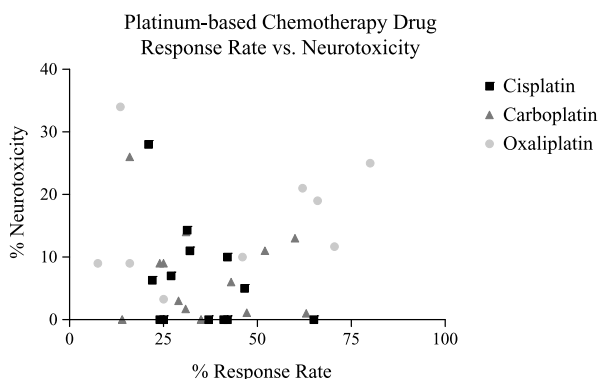 Platinum-based Chemotherapy Drug
Response Rate vs. Neurotoxicity
% Neurotoxicity
40
30
20
10
0
0
25
50
75
100
% Response Rate
Cisplatin
Carboplatin
Oxaliplatin